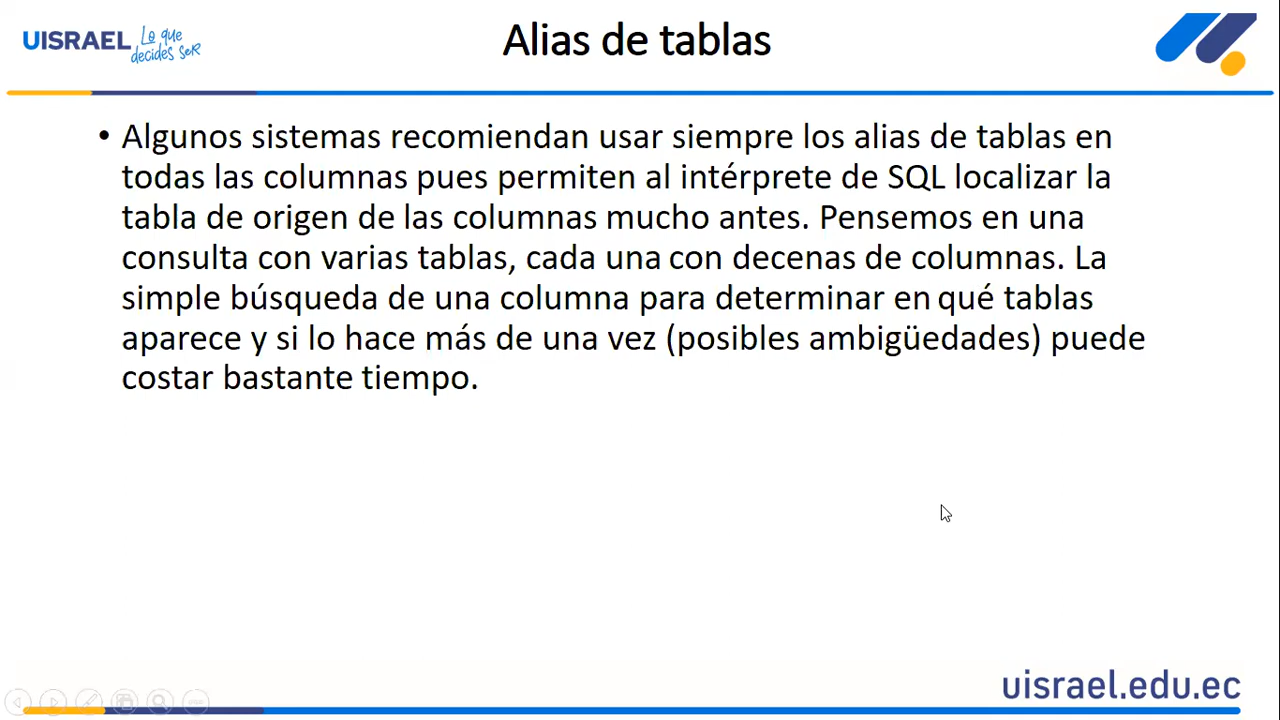 UISRAEL Lo que decides seR
Alias de tablas
• Algunos sistemas recomiendan usar siempre los alias de tablas en
todas las columnas pues permiten al intérprete de SQL localizar la
tabla de origen de las columnas mucho antes. Pensemos en una
consulta con varias tablas, cada una con decenas de columnas. La
simple búsqueda de una columna para determinar en qué tablas
aparece y si lo hace más de una vez (posibles ambigüedades) puede
costar bastante tiempo.
uisrael.edu.ec